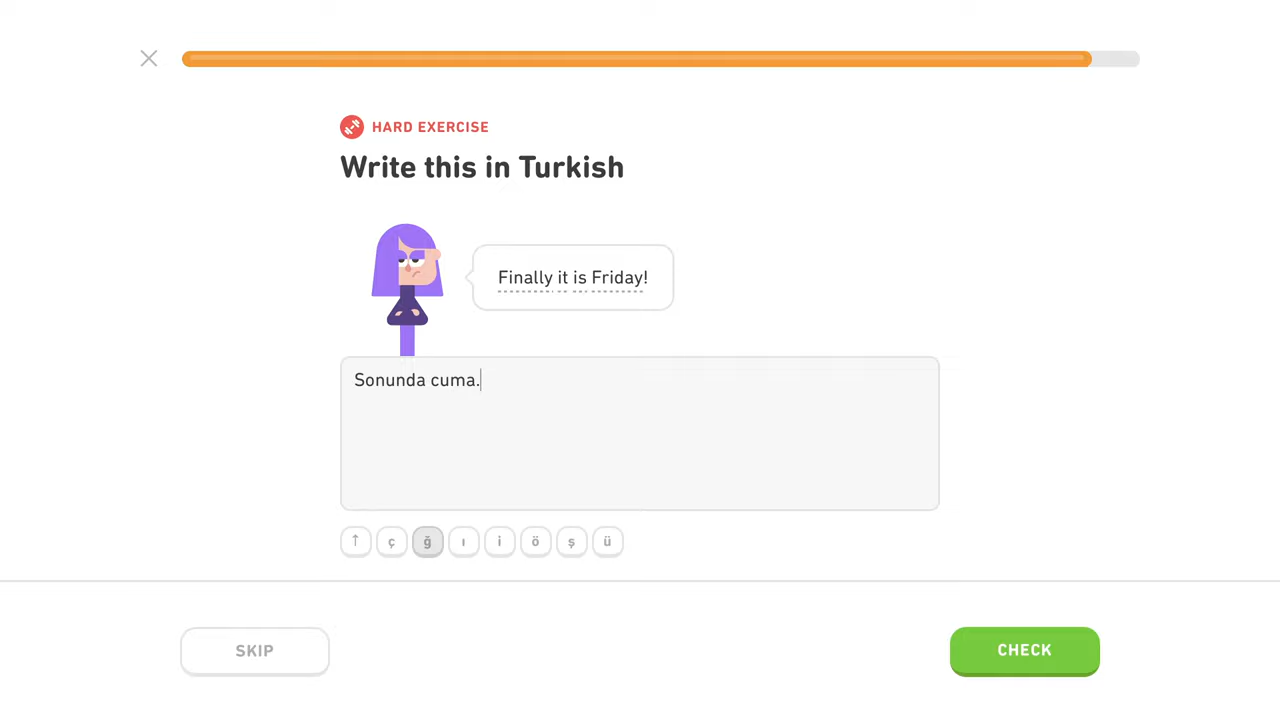 HARD EXERCISE
Write this in Turkish
Finally it is Friday!
Sonunda cuma.
↑ ç ğ ı i ö ş ü
SKIP
CHECK